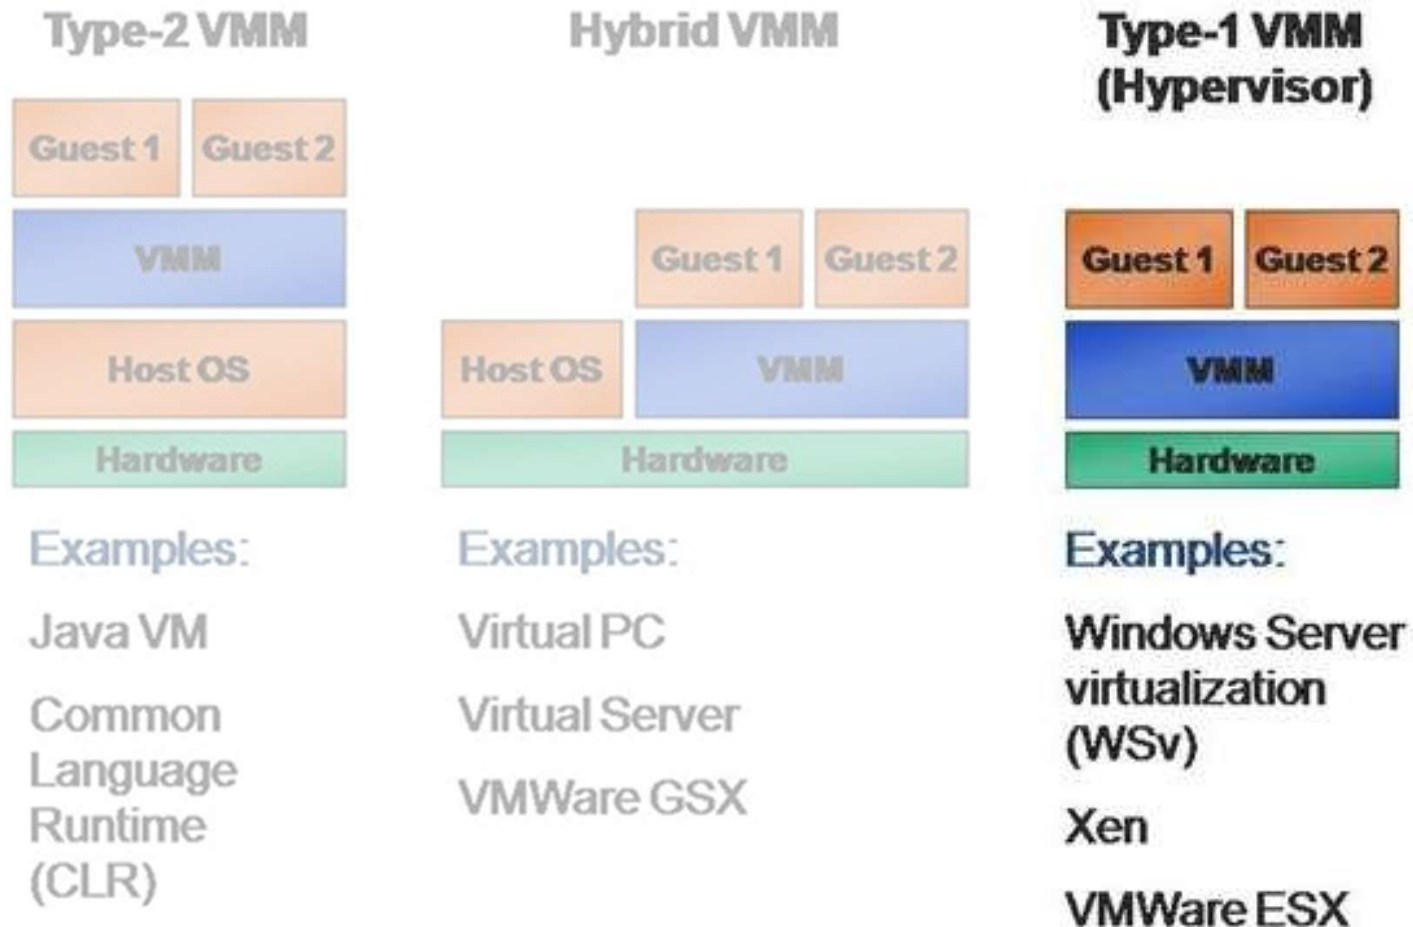 Type-2 VMM
Guest 1 Guest 2
VMM
Host OS
Hardware
Examples:
Java VM
Common
Language
Runtime
(CLR)
Hybrid VMM
Guest 1 Guest 2
Host OS VMM
Hardware
Examples:
Virtual PC
Virtual Server
VMWare GSX
Type-1 VMM
(Hypervisor)
Guest 1 Guest 2
VMM
Hardware
Examples:
Windows Server
virtualization
(WSv)
Xen
VMWare ESX